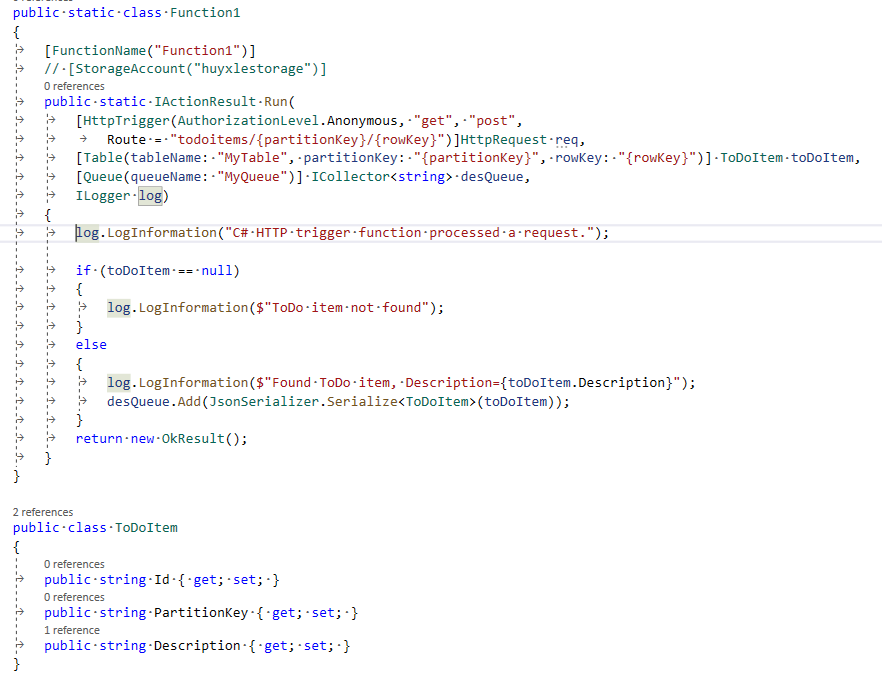 public static class Function1
{
[FunctionName("Function1")]
// [StorageAccount("huyxlestorage")]
0 references
public static IActionResult Run(
[HttpTrigger(AuthorizationLevel.Anonymous, "get", "post",
Route = "todoitems/{partitionKey}/{rowKey}")]HttpRequest req,
[Table(tableName: "MyTable", partitionKey: "{partitionKey}", rowKey: "{rowKey}")] ToDoItem toDoItem,
[Queue(queueName: "MyQueue")] ICollector<string> desQueue,
ILogger log)
{
log.LogInformation("C# HTTP trigger function processed a request.");
if (toDoItem == null)
{
log.LogInformation($"ToDo item not found");
}
else
{
log.LogInformation($"Found ToDo item, Description={toDoItem.Description}");
desQueue.Add(JsonSerializer.Serialize<ToDoItem>(toDoItem));
}
return new OkResult();
}
}
2 references
public class ToDoItem
{
0 references
public string Id { get; set; }
0 references
public string PartitionKey { get; set; }
1 reference
public string Description { get; set; }
}